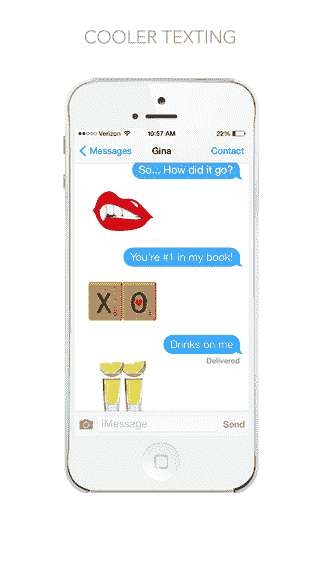 COOLER TEXTING
Verizon 10:57 AM 22%
Messages Gina Contact
So... How did it go?
You're #1 in my book!
X O
Drinks on me
Delivered
iMessage Send